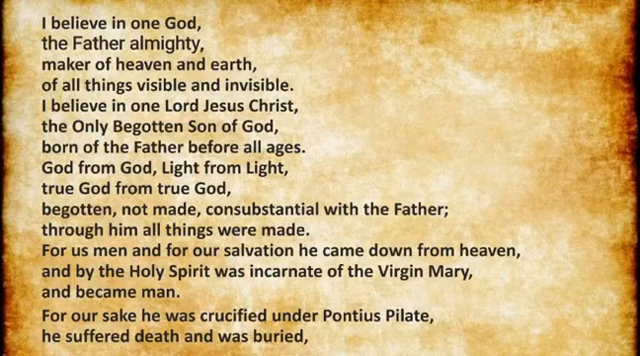 I believe in one God,
the Father almighty,
maker of heaven and earth,
of all things visible and invisible.
I believe in one Lord Jesus Christ,
the Only Begotten Son of God,
born of the Father before all ages.
God from God, Light from Light,
true God from true God,
begotten, not made, consubstantial with the Father;
through him all things were made.
For us men and for our salvation he came down from heaven,
and by the Holy Spirit was incarnate of the Virgin Mary,
and became man.
For our sake he was crucified under Pontius Pilate,
he suffered death and was buried,